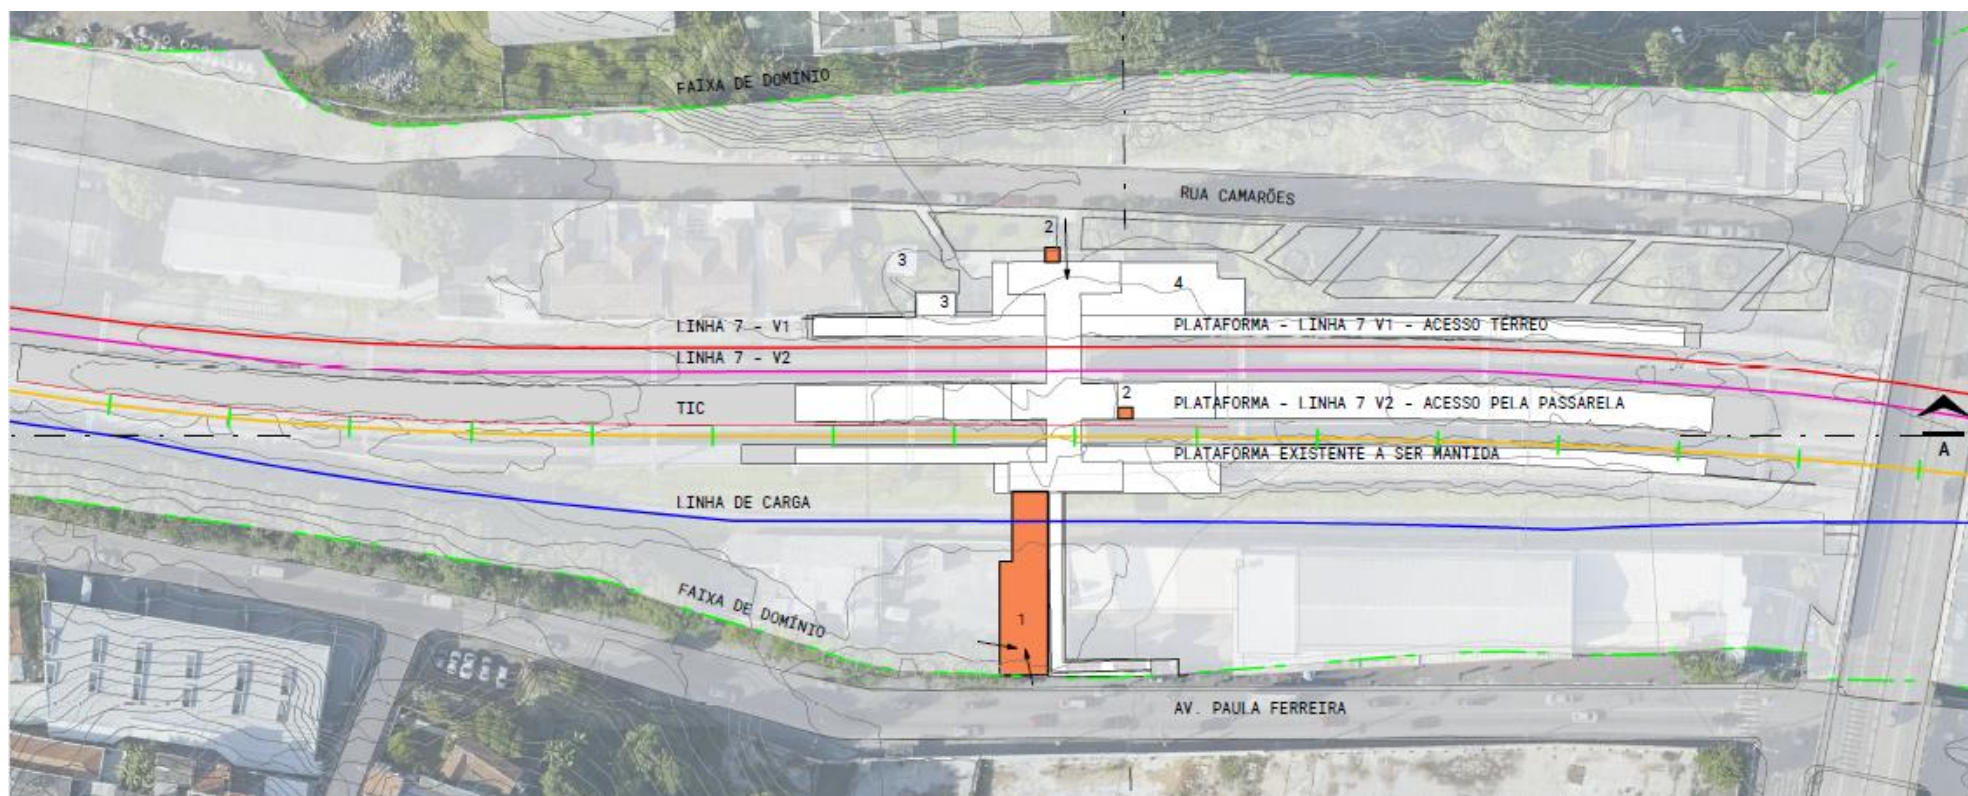 FAIXA DE DOMÍNIO
RUA CAMARÕES
2
3
4
3
LINHA 7 - V1
PLATAFORMA - LINHA 7 V1 - ACESSO TÉRREO
LINHA 7 - V2
2
TIC
PLATAFORMA - LINHA 7 V2 - ACESSO PELA PASSARELA
A
PLATAFORMA EXISTENTE A SER MANTIDA
LINHA DE CARGA
FAIXA DE DOMÍNIO
1
AV. PAULA FERREIRA